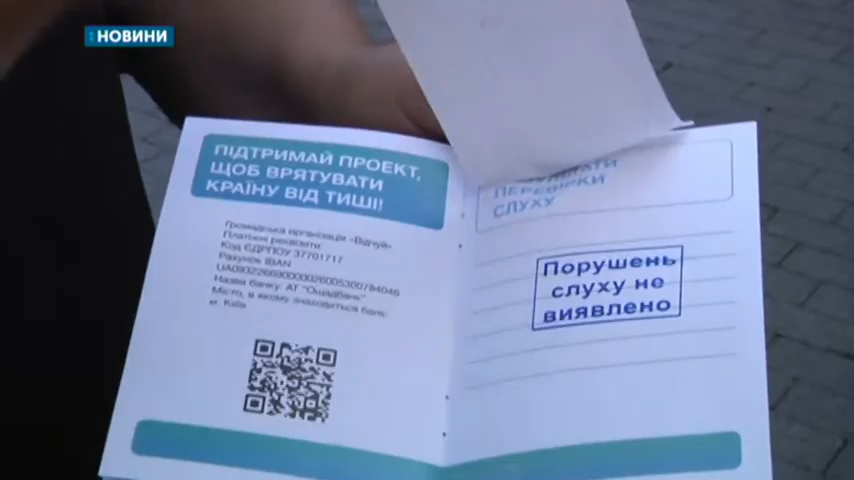 НОВИНИ
ПІДТРИМАЙ ПРОЕКТ,
ЩОБ ВРЯТУВАТИ
КРАЇНУ ВІД ТИШІ!
Громадська організація «Відчуй»
Платіжні реквізити:
Код ЄДРПОУ 37701717
Рахунок IBAN
Назва банку: АТ "Ощадбанк"
Місто, в якому знаходиться банк:
м. Київ
ПЕРЕВІРКИ
СЛУХУ
Порушень
слуху не
виявлено